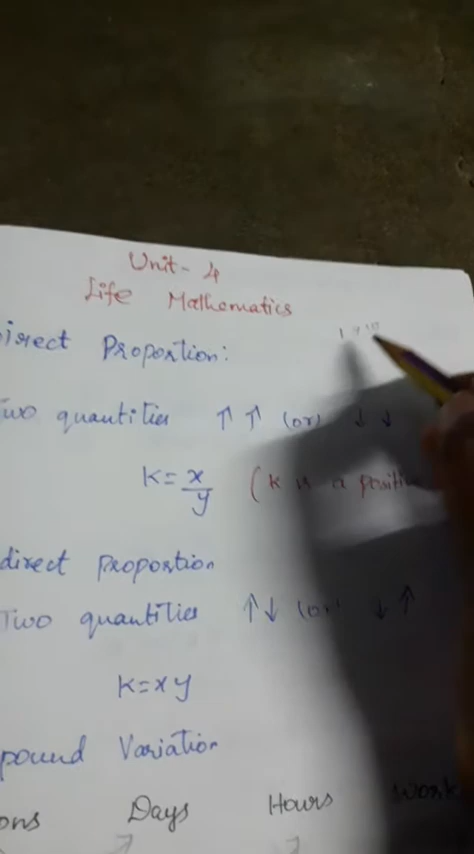 Unit- 4
Life Mathematics
irect Proportion:
Two quantities ↑ ↑ (or) ↓ ↓
K = x/y (K is a positi
direct proportion
Two quantities ↑↓ (or) ↓ ↑
K = xy
pound Variation
ons Days Hours Work